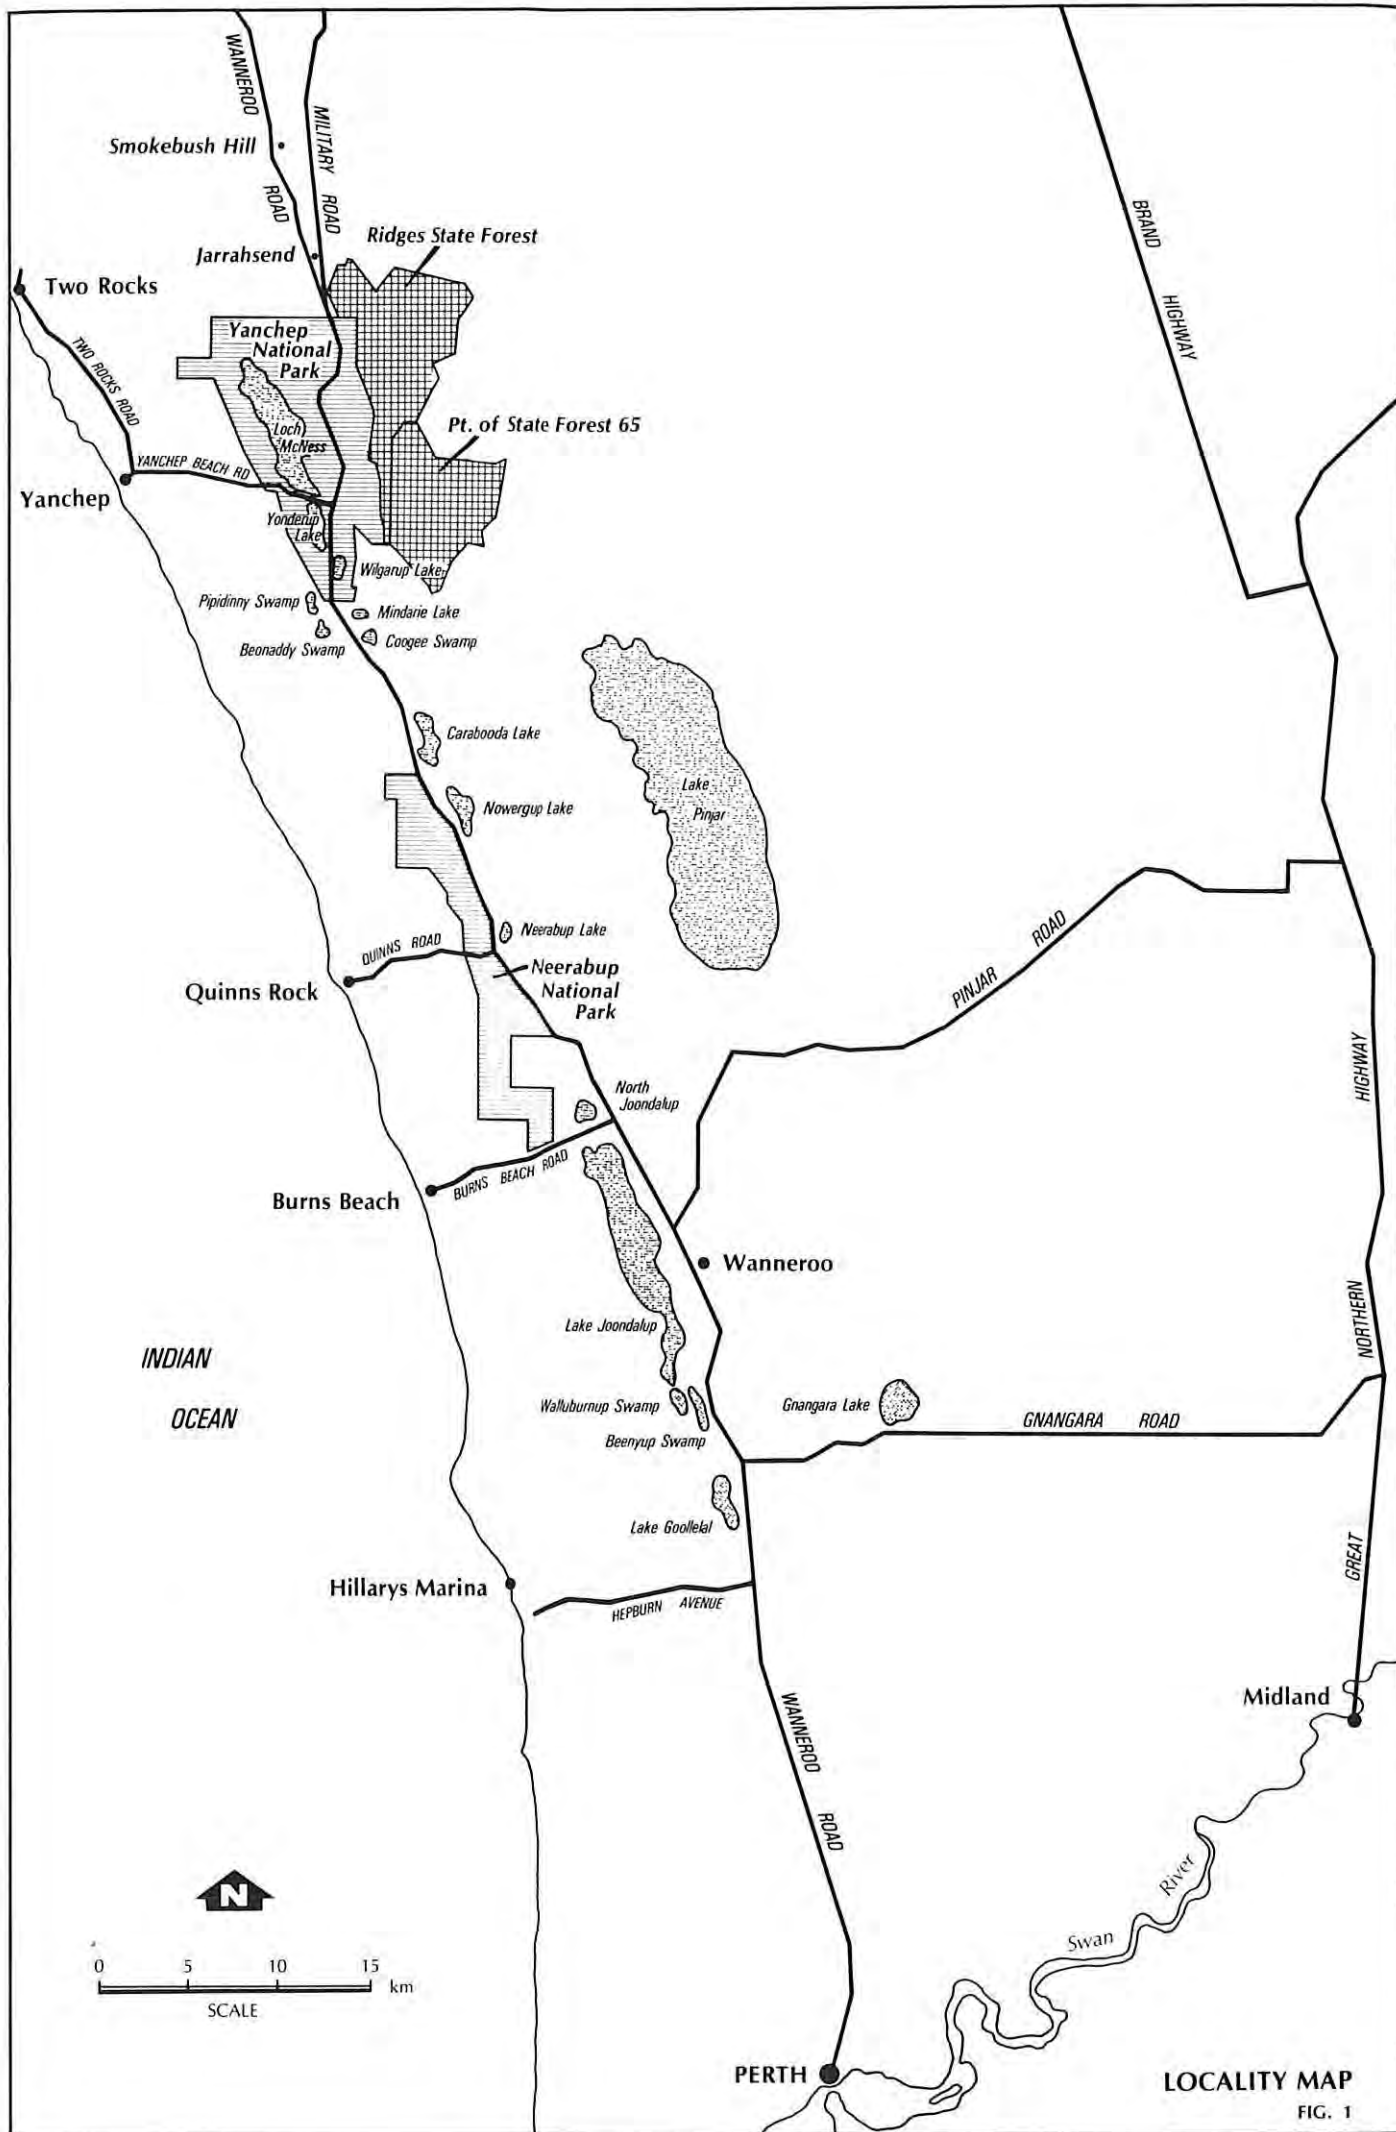 WANNEROO
ROAD
MILITARY
ROAD
Smokebush Hill
Jarrahsend
Ridges State Forest
BRAND
HIGHWAY
Two Rocks
TWO ROCKS ROAD
Yanchep
National
Park
Loch
McNess
Pt. of State Forest 65
YANCHEP BEACH RD
Yanchep
Yonderup
Lake
Wilgarup Lake
Pipidinny Swamp
Mindarie Lake
Beonaddy Swamp
Coogee Swamp
Carabooda Lake
Lake
Pinjar
Nowergup Lake
Neerabup Lake
QUINNS ROAD
Quinns Rock
Neerabup
National
Park
PINJAR
ROAD
HIGHWAY
North
Joondalup
BURNS BEACH ROAD
Burns Beach
Wanneroo
Lake Joondalup
NORTHERN
INDIAN
OCEAN
Walluburnup Swamp
Gnangara Lake
GNANGARA ROAD
Beenyup Swamp
Lake Goollelal
GREAT
Hillarys Marina
HEPBURN AVENUE
Midland
WANNEROO
ROAD
Swan
River
N
0 5 10 15
km
SCALE
PERTH
LOCALITY MAP
FIG. 1